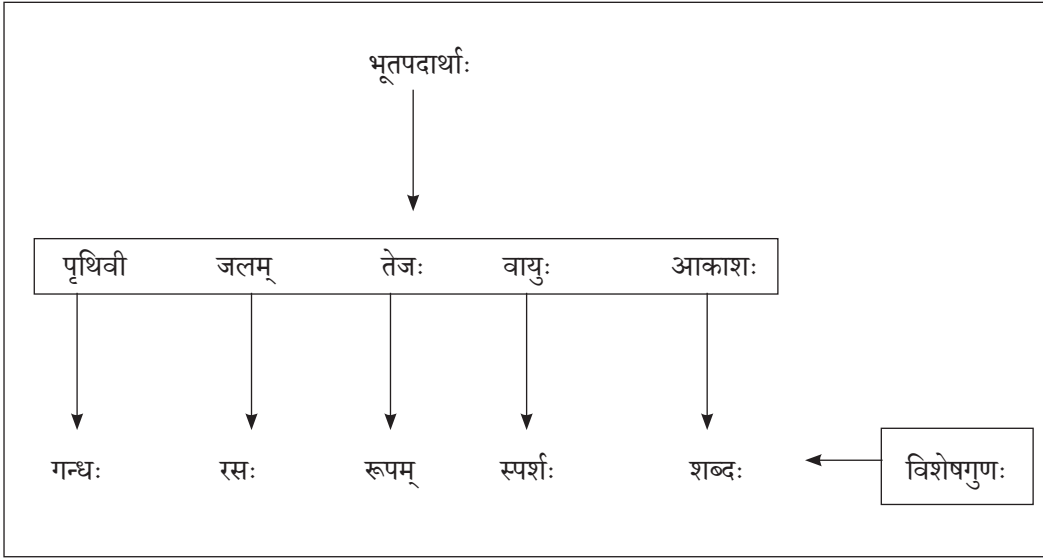 भूतपदार्थाः
पृथिवी जलम् तेजः वायुः आकाशः
गन्धः रसः रूपम् स्पर्शः शब्दः विशेषगुणः